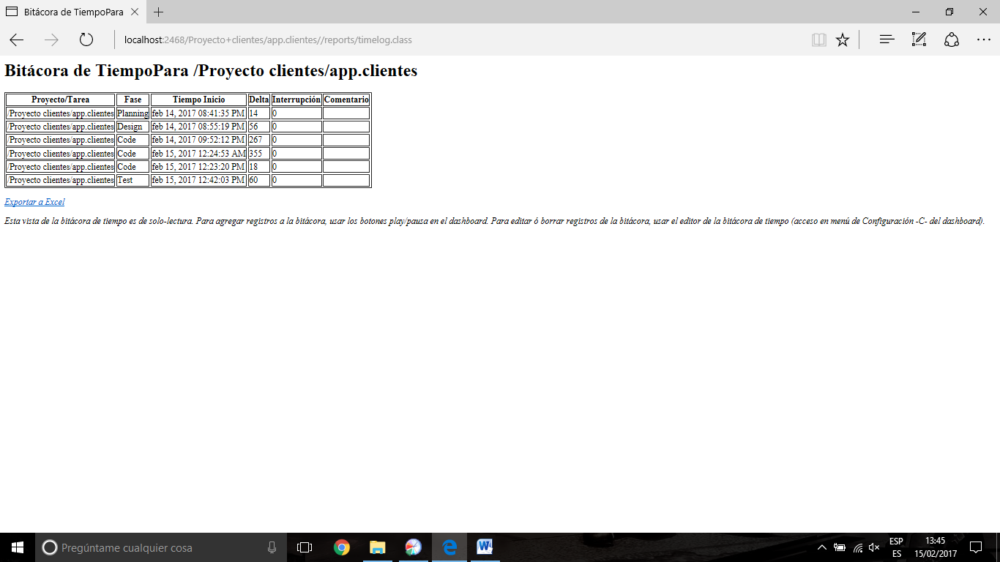 Bitácora de TiempoPara
localhost:2468/Proyecto+clientes/app.clientes//reports/timelog.class
Bitácora de TiempoPara /Proyecto clientes/app.clientes
Proyecto/Tarea Fase Tiempo Inicio Delta Interrupción Comentario
/Proyecto clientes/app.clientes Planning feb 14, 2017 08:41:35 PM 14 0
/Proyecto clientes/app.clientes Design feb 14, 2017 08:55:19 PM 56 0
/Proyecto clientes/app.clientes Code feb 14, 2017 09:52:12 PM 267 0
/Proyecto clientes/app.clientes Code feb 15, 2017 12:24:53 AM 355 0
/Proyecto clientes/app.clientes Code feb 15, 2017 12:23:20 PM 18 0
/Proyecto clientes/app.clientes Test feb 15, 2017 12:42:03 PM 60 0
Exportar a Excel
Esta vista de la bitácora de tiempo es de solo-lectura. Para agregar registros a la bitácora, usar los botones play/pausa en el dashboard. Para editar ó borrar registros de la bitácora, usar el editor de la bitácora de tiempo (acceso en menú de Configuración -C- del dashboard).
Pregúntame cualquier cosa
ESP 13:45
ES 15/02/2017